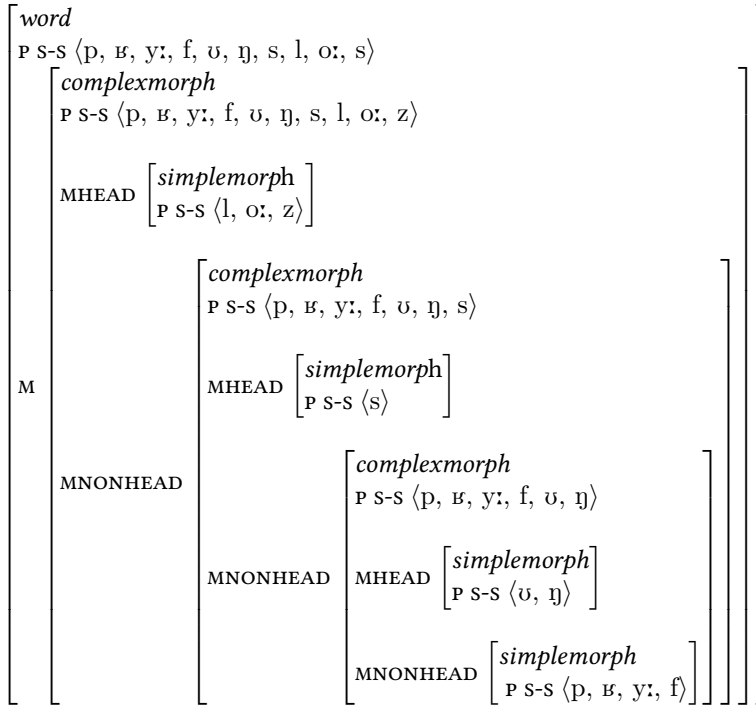 word
P S-S ⟨p, ʁ, yː, f, ʊ, ŋ, s, l, oː, s⟩
complexmorph
P S-S ⟨p, ʁ, yː, f, ʊ, ŋ, s, l, oː, z⟩
MHEAD simplemorph
P S-S ⟨l, oː, z⟩
complexmorph
P S-S ⟨p, ʁ, yː, f, ʊ, ŋ, s⟩
MHEAD simplemorph
P S-S ⟨s⟩
M
MNONHEAD
complexmorph
P S-S ⟨p, ʁ, yː, f, ʊ, ŋ⟩
MNONHEAD
MHEAD simplemorph
P S-S ⟨ʊ, ŋ⟩
MNONHEAD simplemorph
P S-S ⟨p, ʁ, yː, f⟩